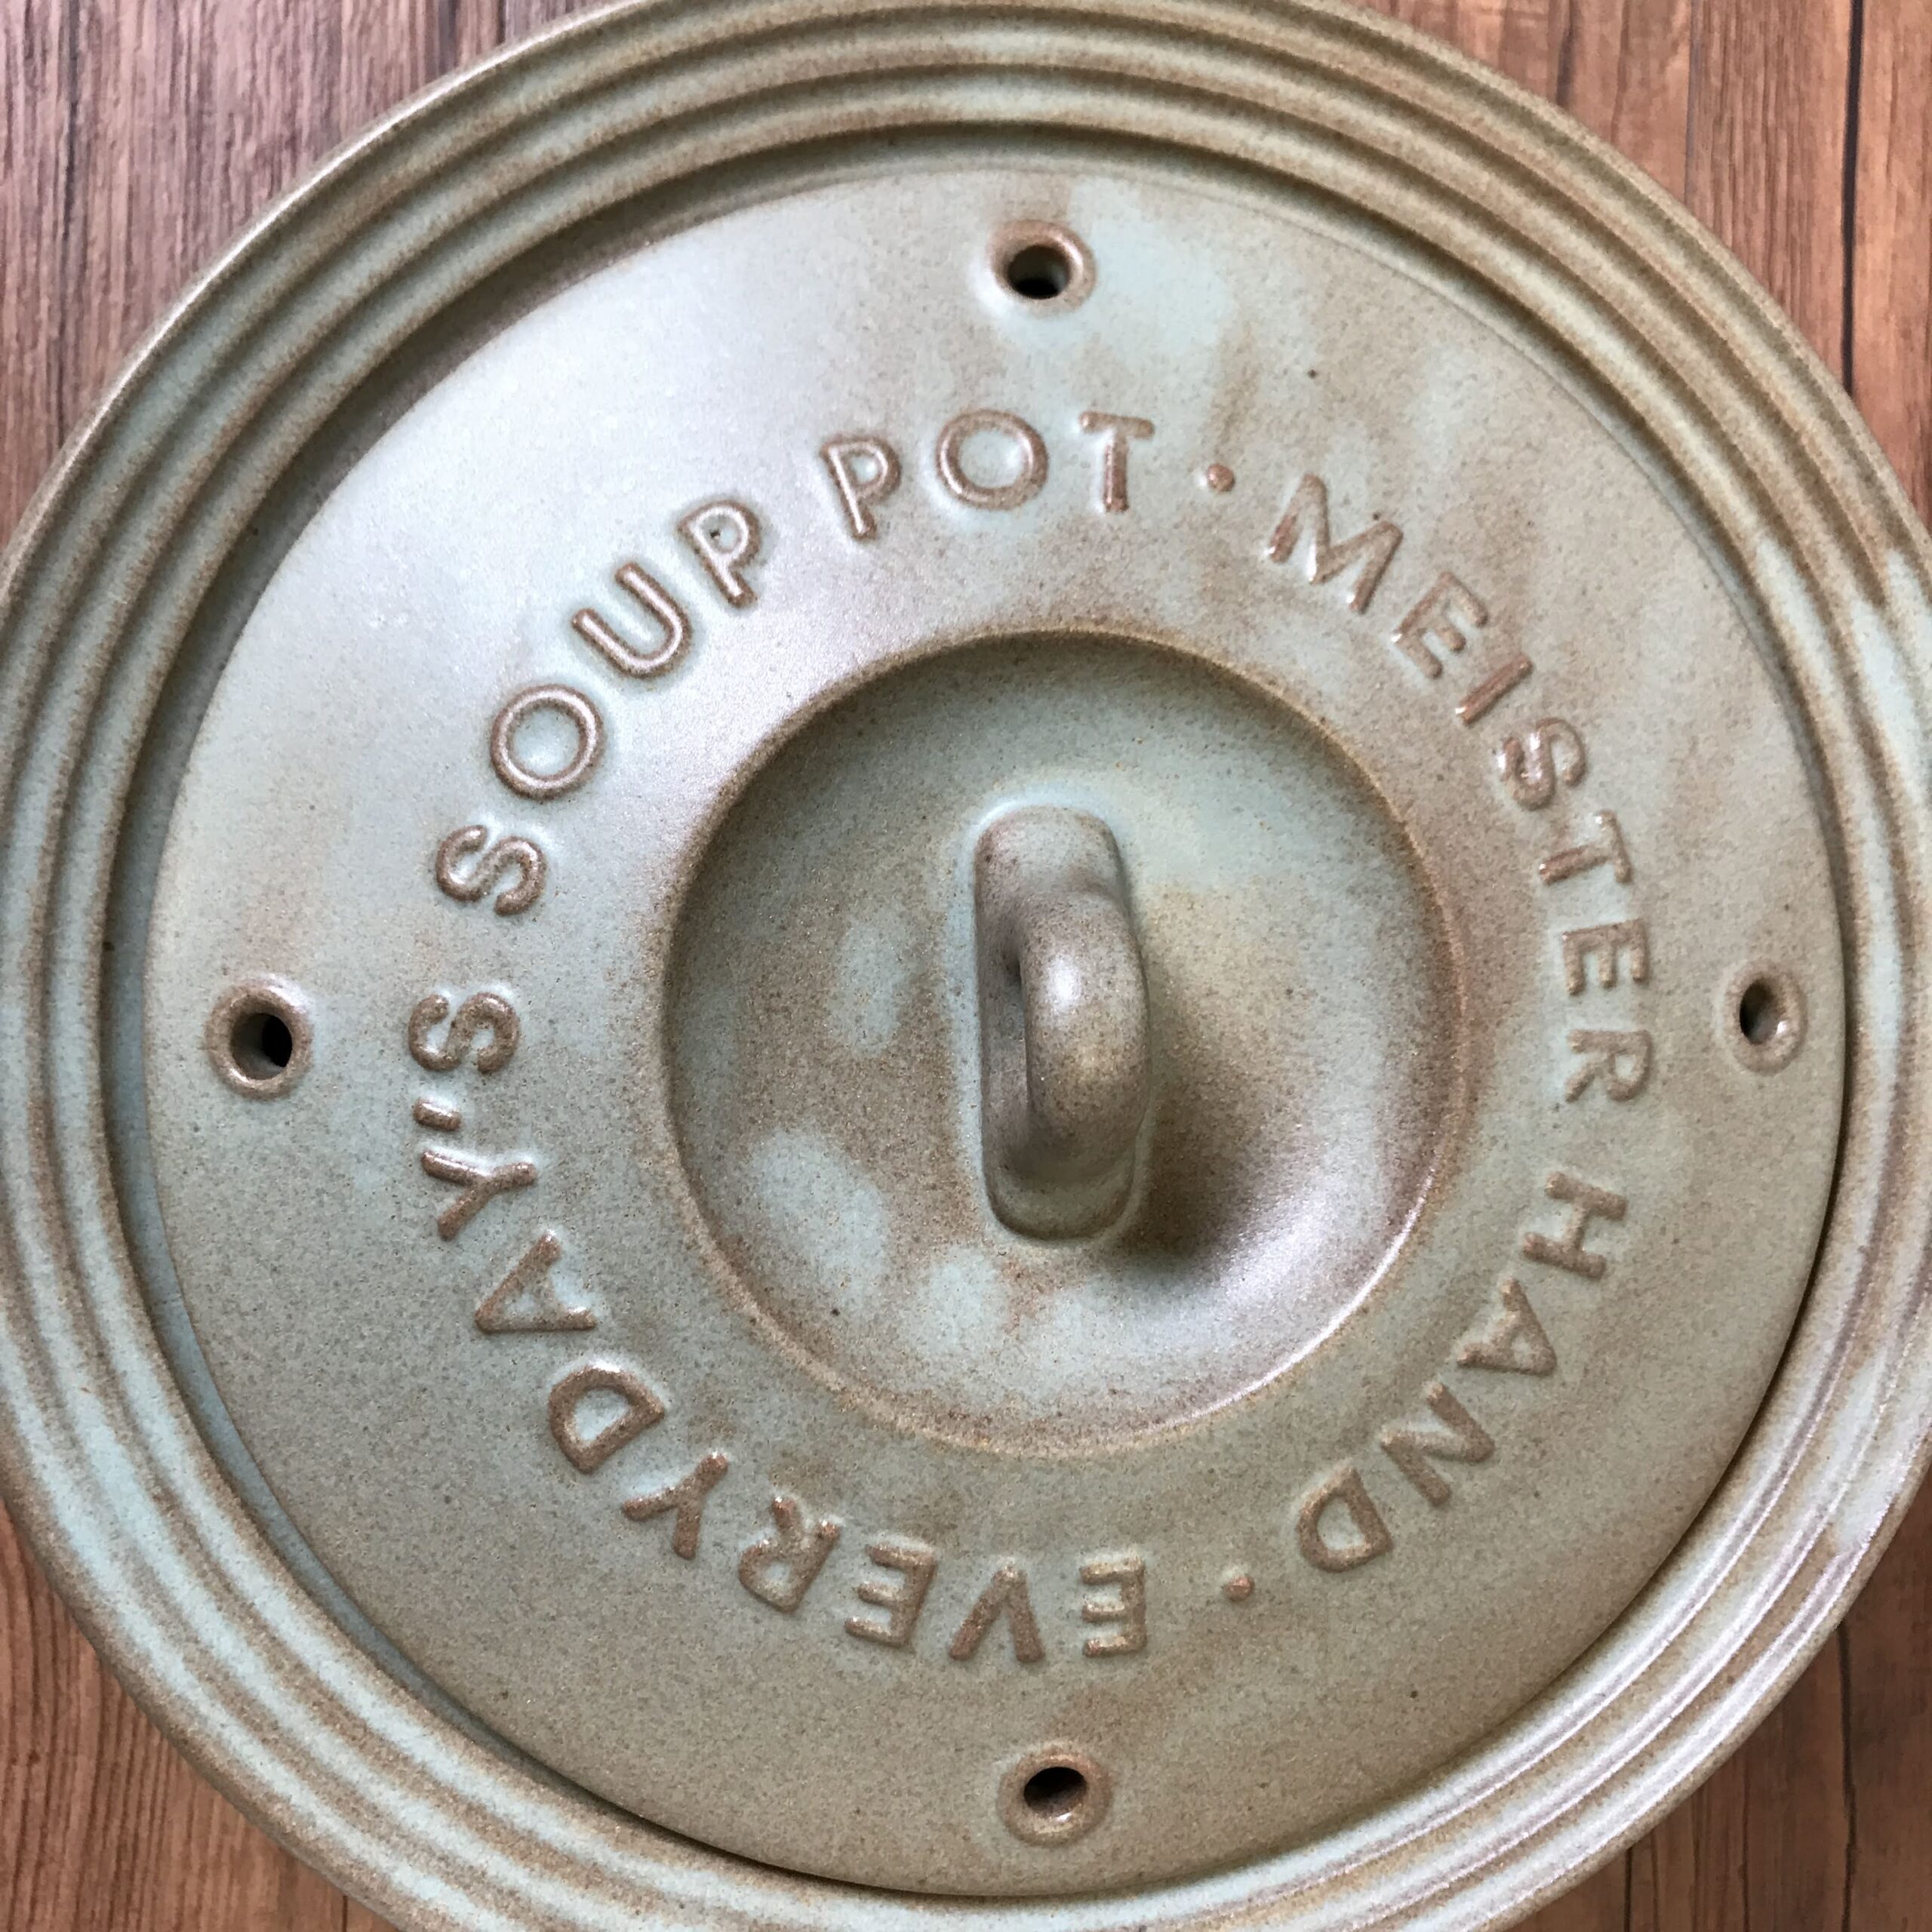 EVERYDAY'S SOUP POT · MEISTER HAND ·